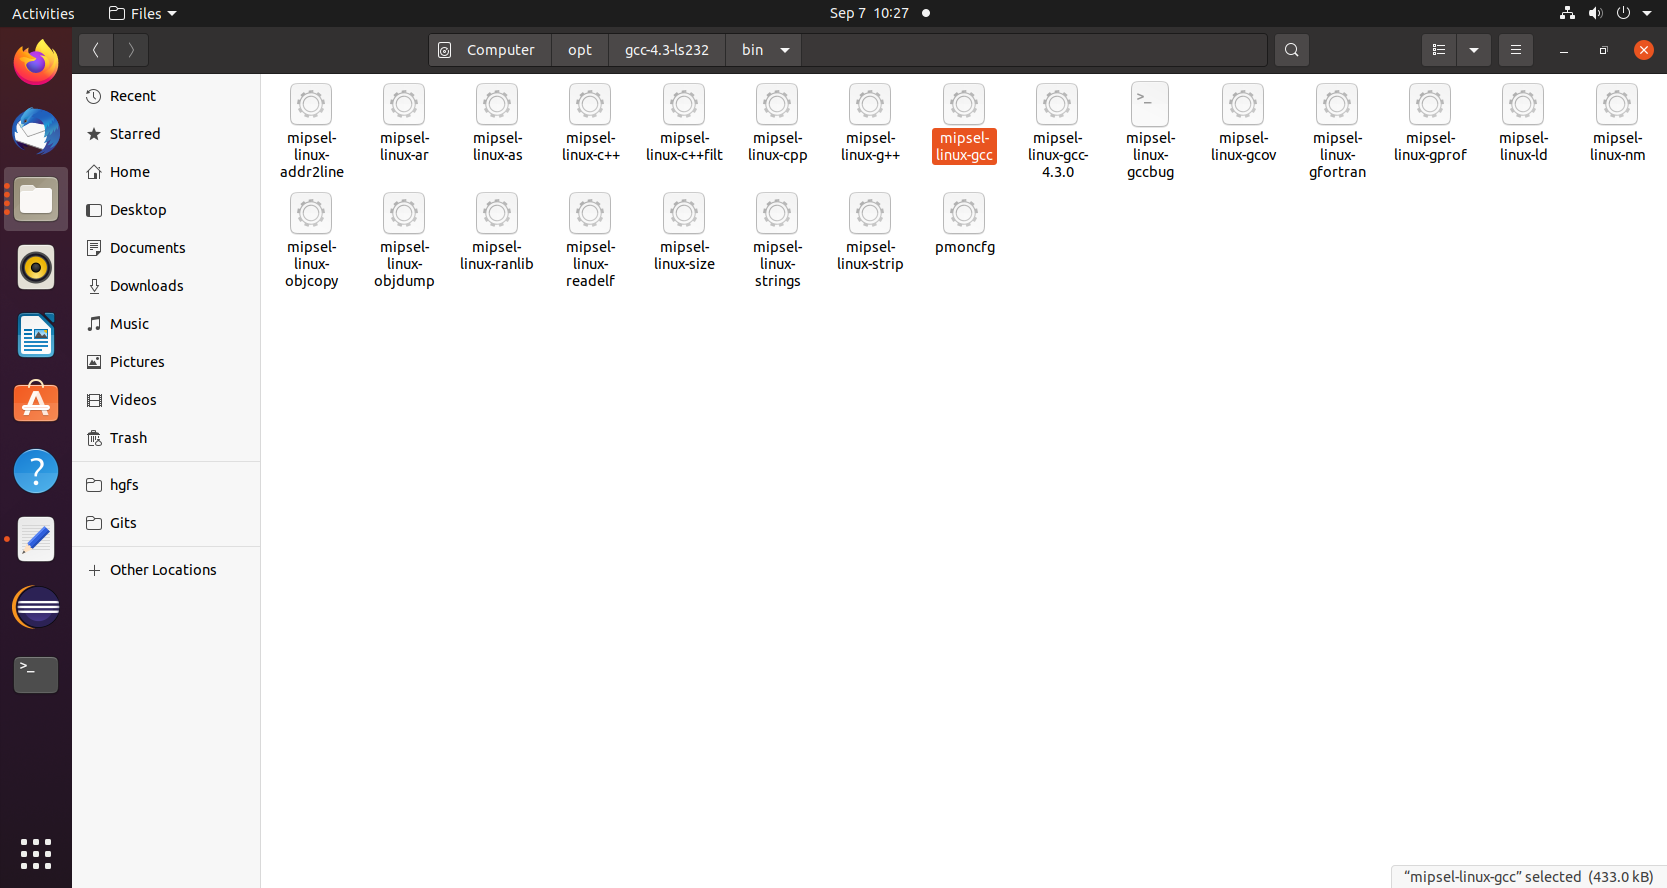 Activities
Files
Sep 7 10:27
Computer
opt
gcc-4.3-ls232
bin
Recent
Starred
Home
Desktop
Documents
Downloads
Music
Pictures
Videos
Trash
hgfs
Gits
Other Locations
mipsel-
linux-
addr2line
mipsel-
linux-ar
mipsel-
linux-as
mipsel-
linux-c++
mipsel-
linux-c++filt
mipsel-
linux-cpp
mipsel-
linux-g++
mipsel-
linux-gcc
mipsel-
linux-gcc-
4.3.0
>_
mipsel-
linux-
gccbug
mipsel-
linux-gcov
mipsel-
linux-
gfortran
mipsel-
linux-gprof
mipsel-
linux-ld
mipsel-
linux-nm
mipsel-
linux-
objcopy
mipsel-
linux-
objdump
mipsel-
linux-ranlib
mipsel-
linux-
readelf
mipsel-
linux-size
mipsel-
linux-
strings
mipsel-
linux-strip
pmoncfg
"mipsel-linux-gcc" selected (433.0 kB)